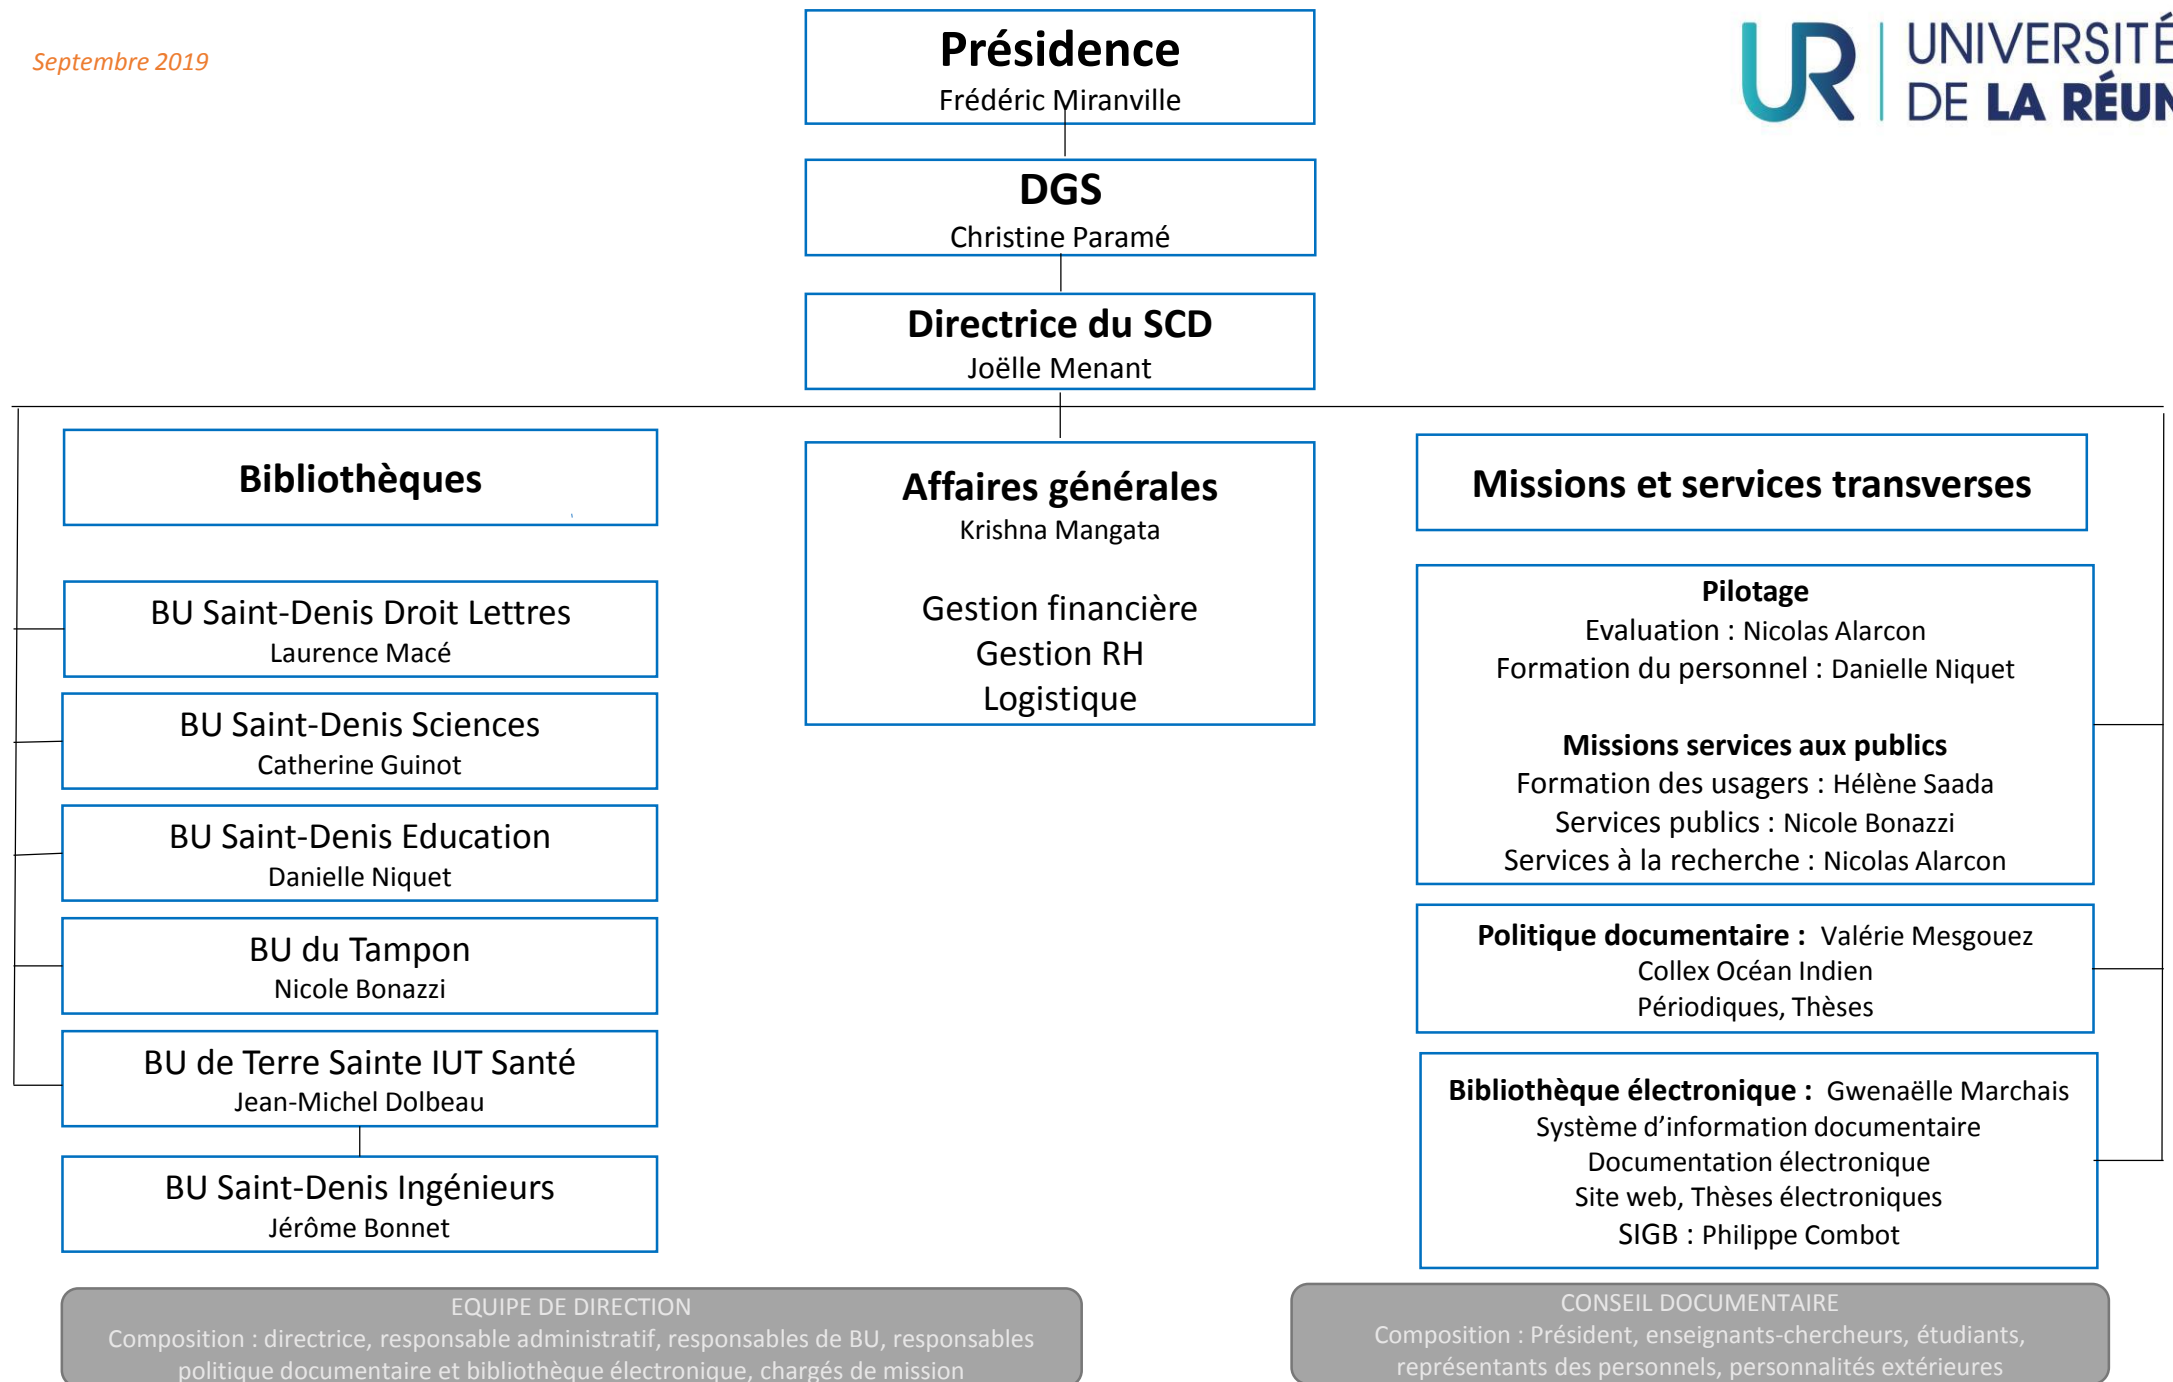 Septembre 2019
Présidence
Frédéric Miranville
UNIVERSITÉ
DE LA RÉUN
UR
DGS
Christine Paramé
Directrice du SCD
Joëlle Menant
Bibliothèques
BU Saint-Denis Droit Lettres
Laurence Macé
BU Saint-Denis Sciences
Catherine Guinot
BU Saint-Denis Education
Danielle Niquet
BU du Tampon
Nicole Bonazzi
BU de Terre Sainte IUT Santé
Jean-Michel Dolbeau
BU Saint-Denis Ingénieurs
Jérôme Bonnet
Affaires générales
Krishna Mangata
Gestion financière
Gestion RH
Logistique
Missions et services transverses
Pilotage
Evaluation : Nicolas Alarcon
Formation du personnel : Danielle Niquet
Missions services aux publics
Formation des usagers : Hélène Saada
Services publics : Nicole Bonazzi
Services à la recherche : Nicolas Alarcon
Politique documentaire : Valérie Mesgouez
Collex Océan Indien
Périodiques, Thèses
Bibliothèque électronique : Gwenaëlle Marchais
Système d’information documentaire
Documentation électronique
Site web, Thèses électroniques
SIGB : Philippe Combot
EQUIPE DE DIRECTION
Composition : directrice, responsable administratif, responsables de BU, responsables
politique documentaire et bibliothèque électronique, chargés de mission
CONSEIL DOCUMENTAIRE
Composition : Président, enseignants-chercheurs, étudiants,
représentants des personnels, personnalités extérieures